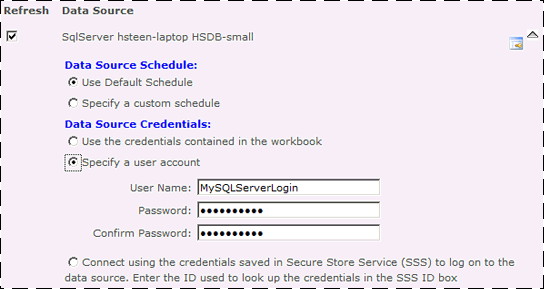 Refresh Data Source
SqlServer hsteen-laptop HSDB-small
Data Source Schedule:
Use Default Schedule
Specify a custom schedule
Data Source Credentials:
Use the credentials contained in the workbook
Specify a user account
User Name: MySQLServerLogin
Password: ••••••••••
Confirm Password: ••••••••••
Connect using the credentials saved in Secure Store Service (SSS) to log on to the
data source. Enter the ID used to look up the credentials in the SSS ID box